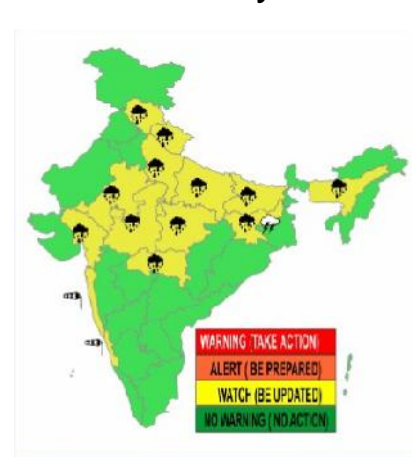 WARNING (TAKE ACTION)
ALERT ( BE PREPARED)
WATCH (BE UPDATED)
NO WARNING ( NO ACTION)